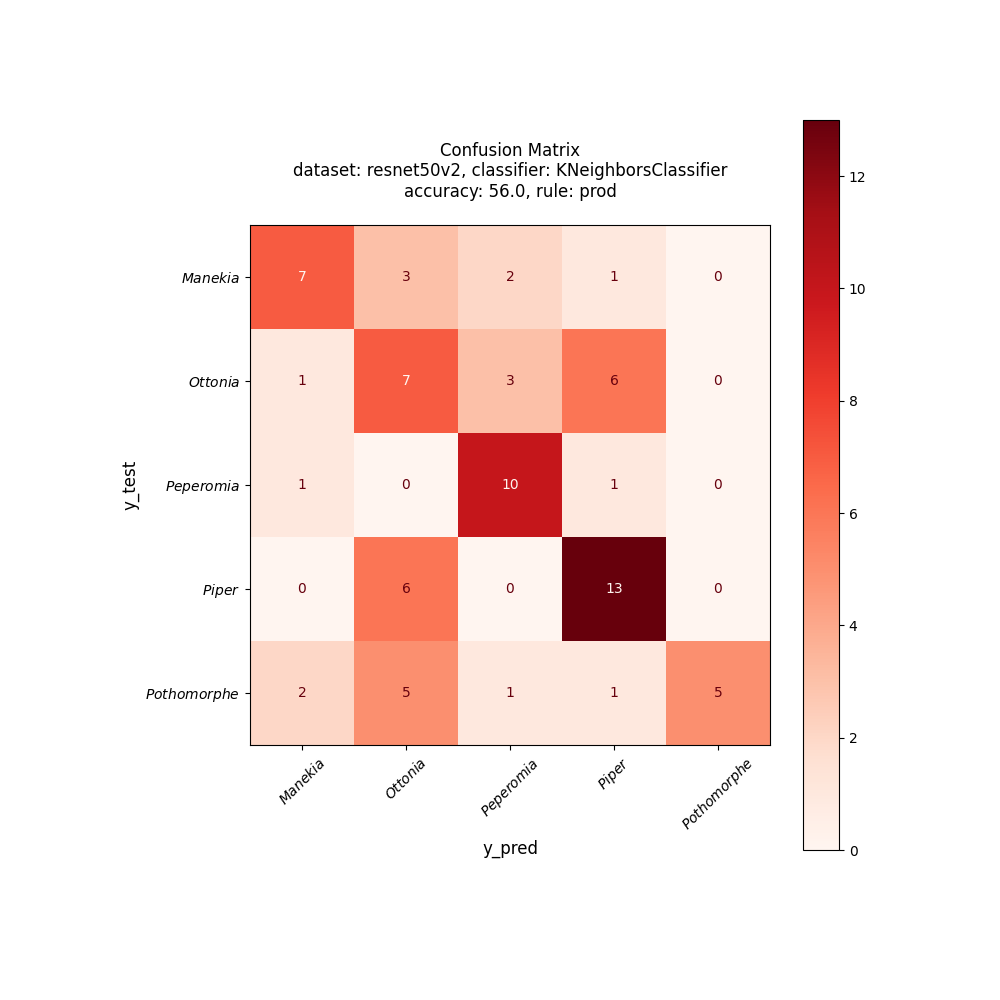 Confusion Matrix
dataset: resnet50v2, classifier: KNeighborsClassifier
accuracy: 56.0, rule: prod
y_test
Manekia 7 3 2 1 0
Ottonia 1 7 3 6 0
Peperomia 1 0 10 1 0
Piper 0 6 0 13 0
Pothomorphe 2 5 1 1 5
Manekia Ottonia Peperomia Piper Pothomorphe
y_pred
12
10
8
6
4
2
0